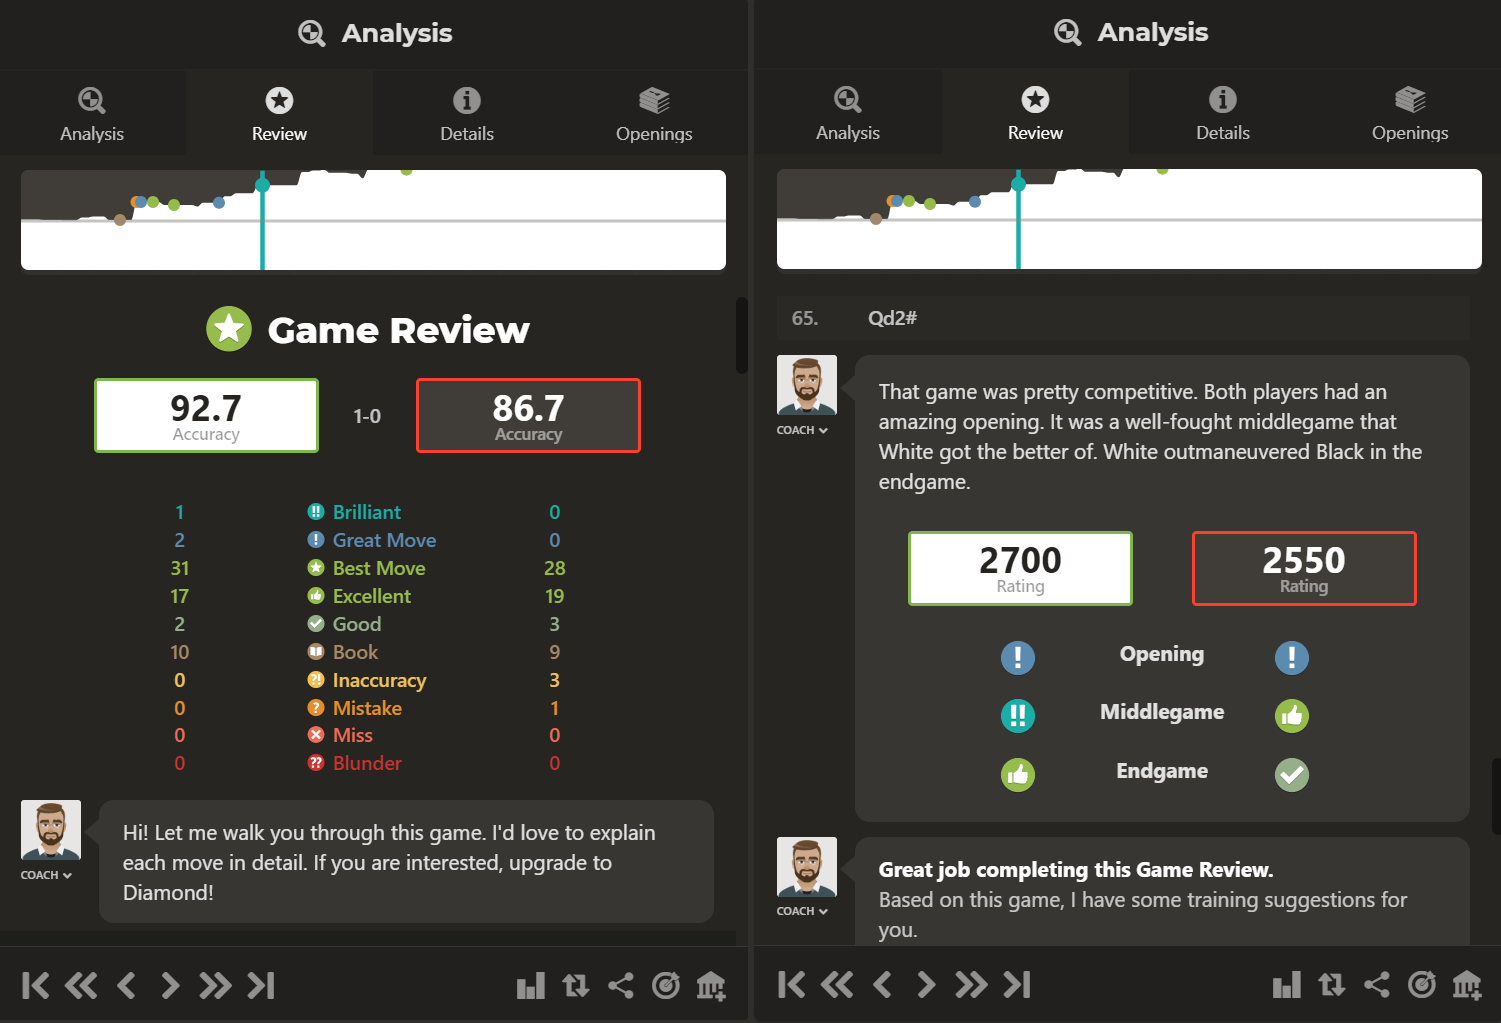 Analysis
Analysis Review Details Openings
Game Review
92.7 1-0 86.7
Accuracy Accuracy
1 !! Brilliant 0
2 ! Great Move 0
31 Best Move 28
17 Excellent 19
2 Good 3
10 Book 9
0 ?! Inaccuracy 3
0 ? Mistake 1
0 Miss 0
0 ?? Blunder 0
COACH
Hi! Let me walk you through this game. I'd love to explain
each move in detail. If you are interested, upgrade to
Diamond!
Analysis
Analysis Review Details Openings
65. Qd2#
COACH
That game was pretty competitive. Both players had an
amazing opening. It was a well-fought middlegame that
White got the better of. White outmaneuvered Black in the
endgame.
2700 2550
Rating Rating
! Opening !
!! Middlegame
Endgame
COACH
Great job completing this Game Review.
Based on this game, I have some training suggestions for
you.